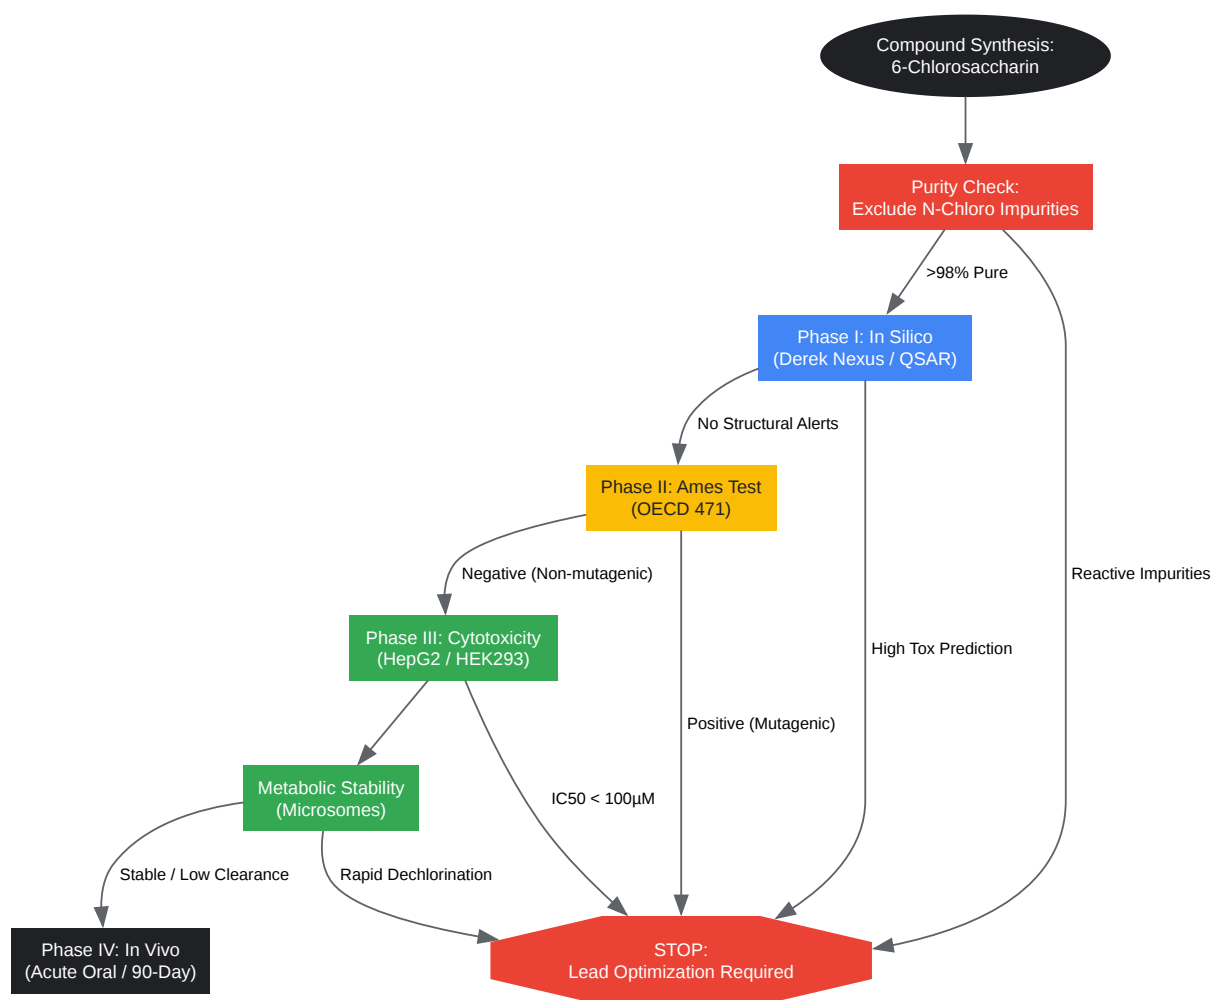 Compound Synthesis:
6-Chlorosaccharin
Purity Check:
Exclude N-Chloro Impurities
>98% Pure
Phase I: In Silico
(Derek Nexus / QSAR)
No Structural Alerts
Phase II: Ames Test
(OECD 471)
Negative (Non-mutagenic)
Reactive Impurities
Phase III: Cytotoxicity
(HepG2 / HEK293)
High Tox Prediction
Positive (Mutagenic)
Metabolic Stability
(Microsomes)
IC50 < 100µM
Stable / Low Clearance
Rapid Dechlorination
Phase IV: In Vivo
(Acute Oral / 90-Day)
STOP:
Lead Optimization Required